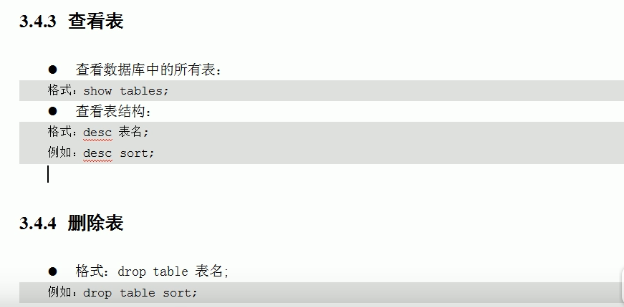 3.4.3 查看表
● 查看数据库中的所有表：
格式：show tables;
● 查看表结构：
格式：desc 表名;
例如：desc sort;
3.4.4 删除表
● 格式：drop table 表名;
例如：drop table sort;